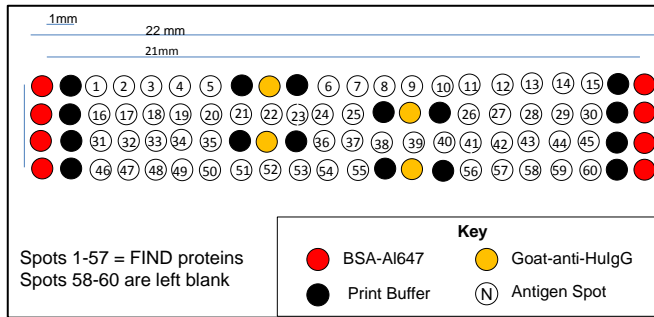 1mm
22 mm
21mm
1 2 3 4 5 6 7 8 9 10 11 12 13 14 15
16 17 18 19 20 21 22 23 24 25 26 27 28 29 30
31 32 33 34 35 36 37 38 39 40 41 42 43 44 45
46 47 48 49 50 51 52 53 54 55 56 57 58 59 60
Spots 1-57 = FIND proteins
Spots 58-60 are left blank
Key
BSA-Al647 Goat-anti-HuIgG
Print Buffer N Antigen Spot